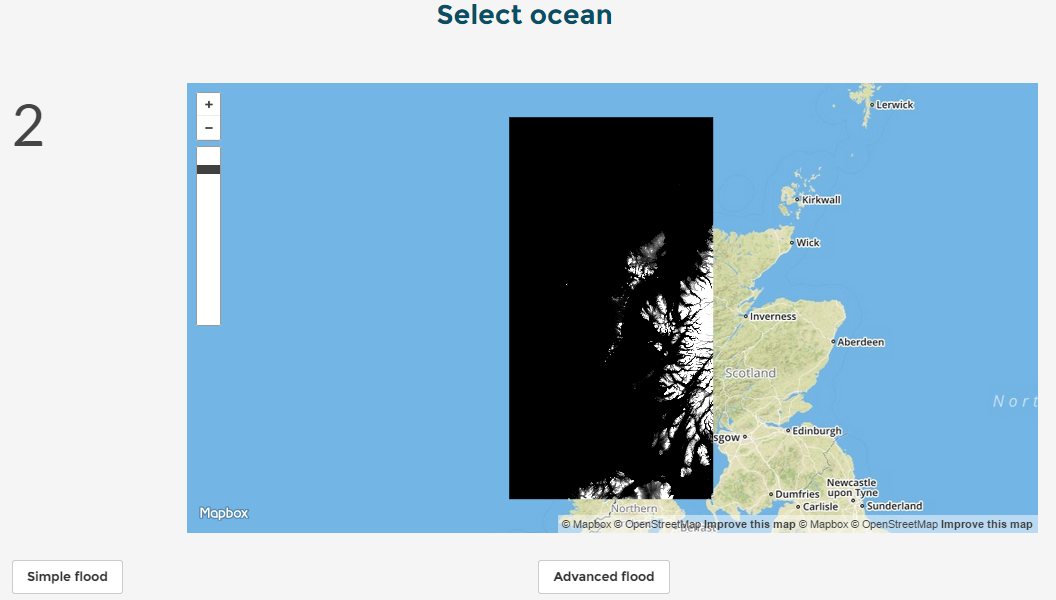 Select ocean
2
+
−
Lerwick
Kirkwall
Wick
Inverness
Aberdeen
Scotland
Nort
sgow
Edinburgh
Newcastle
upon Tyne
Dumfries
Carlisle
Sunderland
Northern
Belfast
Mapbox
© Mapbox © OpenStreetMap Improve this map © Mapbox © OpenStreetMap Improve this map
Simple flood
Advanced flood